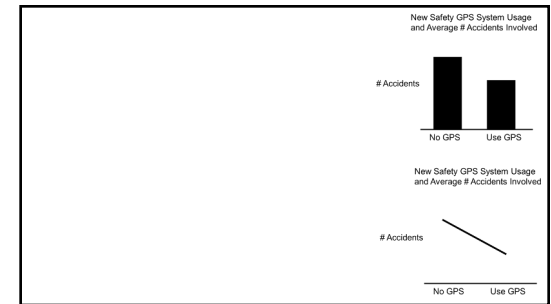 New Safety GPS System Usage
and Average # Accidents Involved
# Accidents
No GPS
Use GPS
New Safety GPS System Usage
and Average # Accidents Involved
# Accidents
No GPS
Use GPS